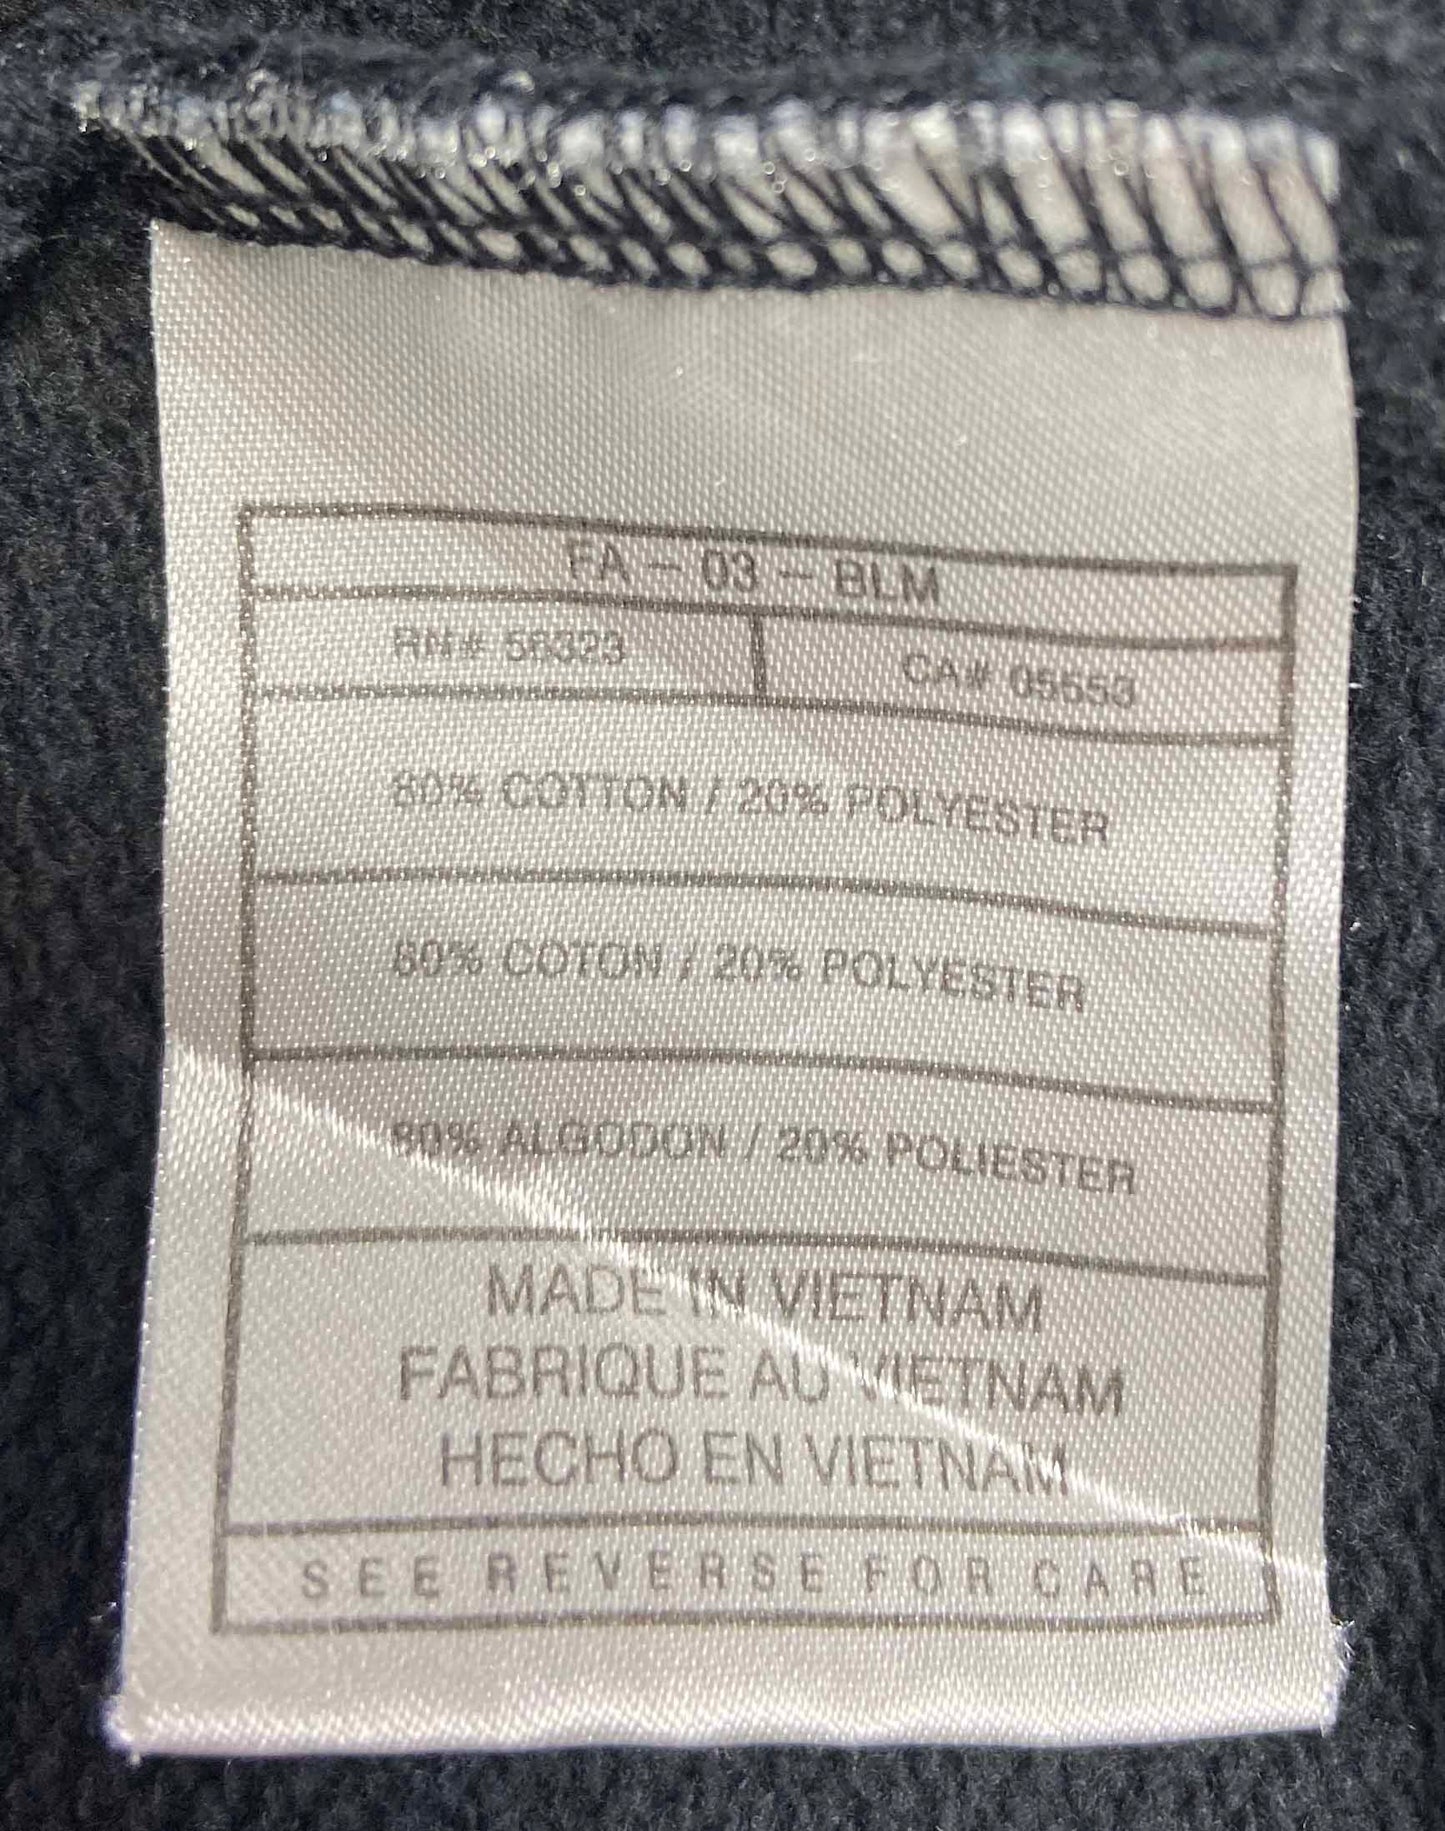 FA - 03 - BLM
RN# 56323
CA# 05553
80% COTTON / 20% POLYESTER
80% COTON / 20% POLYESTER
80% ALGODON / 20% POLIESTER
MADE IN VIETNAM
FABRIQUE AU VIETNAM
HECHO EN VIETNAM
SEE REVERSE FOR CARE